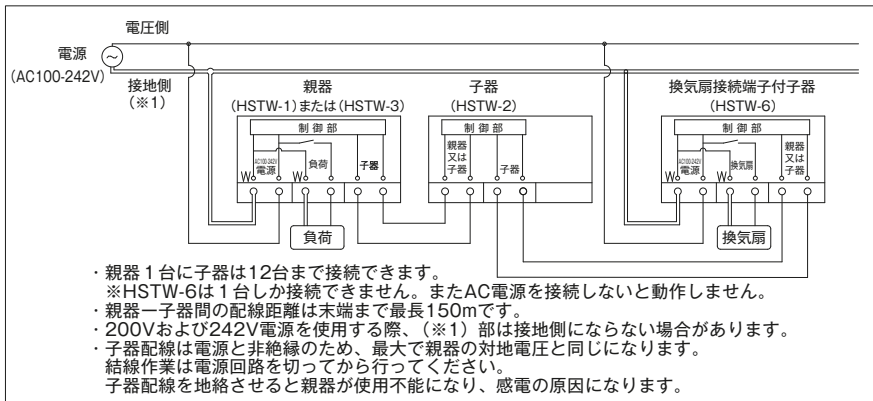 電圧側
電源
(AC100-242V)
接地側
(※1)
親器
(HSTW-1)または(HSTW-3)
子器
(HSTW-2)
換気扇接続端子付子器
(HSTW-6)
制御部
AC100-242V
電源
W
負荷
W
子器
制御部
親器
又は
子器
子器
制御部
AC100-242V
電源
W
換気扇
W
親器
又は
子器
負荷
換気扇
・親器1台に子器は12台まで接続できます。
※HSTW-6は1台しか接続できません。またAC電源を接続しないと動作しません。
・親器ー子器間の配線距離は末端まで最長150mです。
・200Vおよび242V電源を使用する際、(※1)部は接地側にならない場合があります。
・子器配線は電源と非絶縁のため、最大で親器の対地電圧と同じになります。
結線作業は電源回路を切ってから行ってください。
子器配線を地絡させると親器が使用不能になり、感電の原因になります。